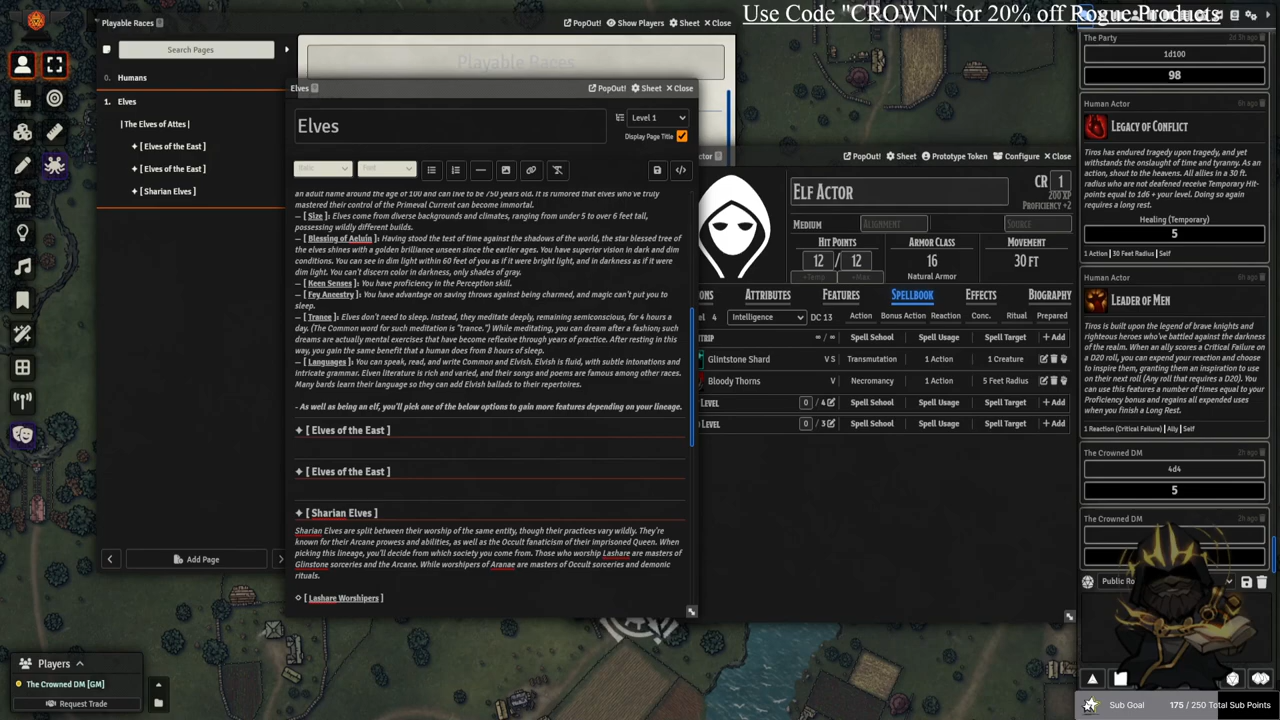 Use Code "CROWN" for 20% off Rogue Products
Playable Races
PopOut! Show Players Sheet Close
Search Pages
0. Humans
1. Elves
| The Elves of Attes |
✦ [ Elves of the East ]
✦ [ Elves of the East ]
✦ [ Sharian Elves ]
Add Page
Playable Races
Elves
PopOut! Sheet Close
Elves
Level 1
Display Page Title
Italic
Font
an adult name around the age of 100 and can live to be 750 years old. It is rumored that elves who've truly
mastered their control of the Primeval Current can become immortal.
— [ Size ]: Elves come from diverse backgrounds and climates, ranging from under 5 to over 6 feet tall,
possessing wildly different builds.
— [ Blessing of Aeluin ]: Having stood the test of time against the shadows of the world, the star blessed tree of
the elves shines with a golden brilliance unseen since the earlier ages. You have superior vision in dark and dim
conditions. You can see in dim light within 60 feet of you as if it were bright light, and in darkness as if it were
dim light. You can't discern color in darkness, only shades of gray.
— [ Keen Senses ]: You have proficiency in the Perception skill.
— [ Fey Ancestry ]: You have advantage on saving throws against being charmed, and magic can't put you to
sleep.
— [ Trance ]: Elves don't need to sleep. Instead, they meditate deeply, remaining semiconscious, for 4 hours a
day. (The Common word for such meditation is "trance.") While meditating, you can dream after a fashion; such
dreams are actually mental exercises that have become reflexive through years of practice. After resting in this
way, you gain the same benefit that a human does from 8 hours of sleep.
— [ Languages ]: You can speak, read, and write Common and Elvish. Elvish is fluid, with subtle intonations and
intricate grammar. Elven literature is rich and varied, and their songs and poems are famous among other races.
Many bards learn their language so they can add Elvish ballads to their repertoires.
- As well as being an elf, you'll pick one of the below options to gain more features depending on your lineage.
✦ [ Elves of the East ]
✦ [ Elves of the East ]
✦ [ Sharian Elves ]
Sharian Elves are split between their worship of the same entity, though their practices vary wildly. They're
known for their Arcane prowess and abilities, as well as the Occult fanaticism of their imprisoned Queen. When
picking this lineage, you'll decide from which society you come from. Those who worship Lashare are masters of
Glinstone sorceries and the Arcane. While worshipers of Aranae are masters of Occult sorceries and demonic
rituals.
◇ [ Lashare Worshipers ]
PopOut! Sheet Prototype Token Configure Close
Elf Actor
CR 1
200 XP
Proficiency +2
Medium
Alignment
Source
Hit Points
12 / 12
+Temp +Max
Armor Class
16
Natural Armor
Movement
30 ft
Attributes Features Spellbook Effects Biography
4 Intelligence DC 13 Action Bonus Action Reaction Conc. Ritual Prepared
∞ / ∞ Spell School Spell Usage Spell Target + Add
Glintstone Shard V S Transmutation 1 Action 1 Creature
Bloody Thorns V Necromancy 1 Action 5 Feet Radius
Level 0 / 4 Spell School Spell Usage Spell Target + Add
Level 0 / 3 Spell School Spell Usage Spell Target + Add
The Party 2d 3h ago
1d100
98
Human Actor 6h ago
Legacy of Conflict
Tiros has endured tragedy upon tragedy, and yet
withstands the onslaught of time and tyranny. As an
action, shout to the heavens. All allies in a 30 ft.
radius who are not deafened receive Temporary Hit-
points equal to 1d6 + your level. Doing so again
requires a long rest.
Healing (Temporary)
5
1 Action | 30 Feet Radius | Self
Human Actor 6h ago
Leader of Men
Tiros is built upon the legend of brave knights and
righteous heroes who've battled against the darkness
of the realm. When an ally scores a Critical Failure on
a D20 roll, you can expend your reaction and choose
to inspire them, granting them an inspiration to use
on their next roll (Any roll that requires a D20). You
can use this features a number of times equal to your
Proficiency bonus and regains all expended uses
when you finish a Long Rest.
1 Reaction (Critical Failure) | Ally | Self
The Crowned DM 2h ago
4d4
5
The Crowned DM 2h ago
Public Ro
Players
The Crowned DM [GM]
Request Trade
Sub Goal 175 / 250 Total Sub Points